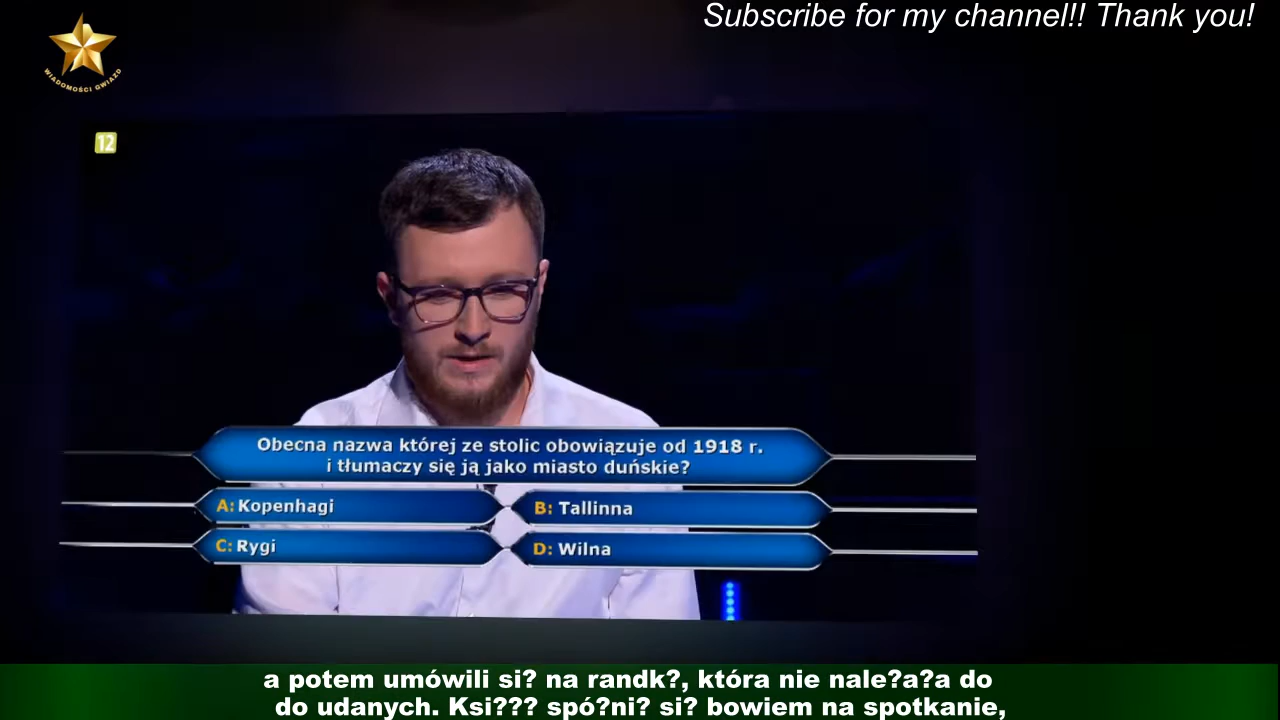 Subscribe for my channel!! Thank you!
WIADOMOŚCI GWIAZD
12
Obecna nazwa której ze stolic obowiązuje od 1918 r.
i tłumaczy się ją jako miasto duńskie?
A: Kopenhagi
B: Tallinna
C: Rygi
D: Wilna
a potem umówili si? na randk?, która nie nale?a?a do
do udanych. Ksi??? spó?ni? si? bowiem na spotkanie,